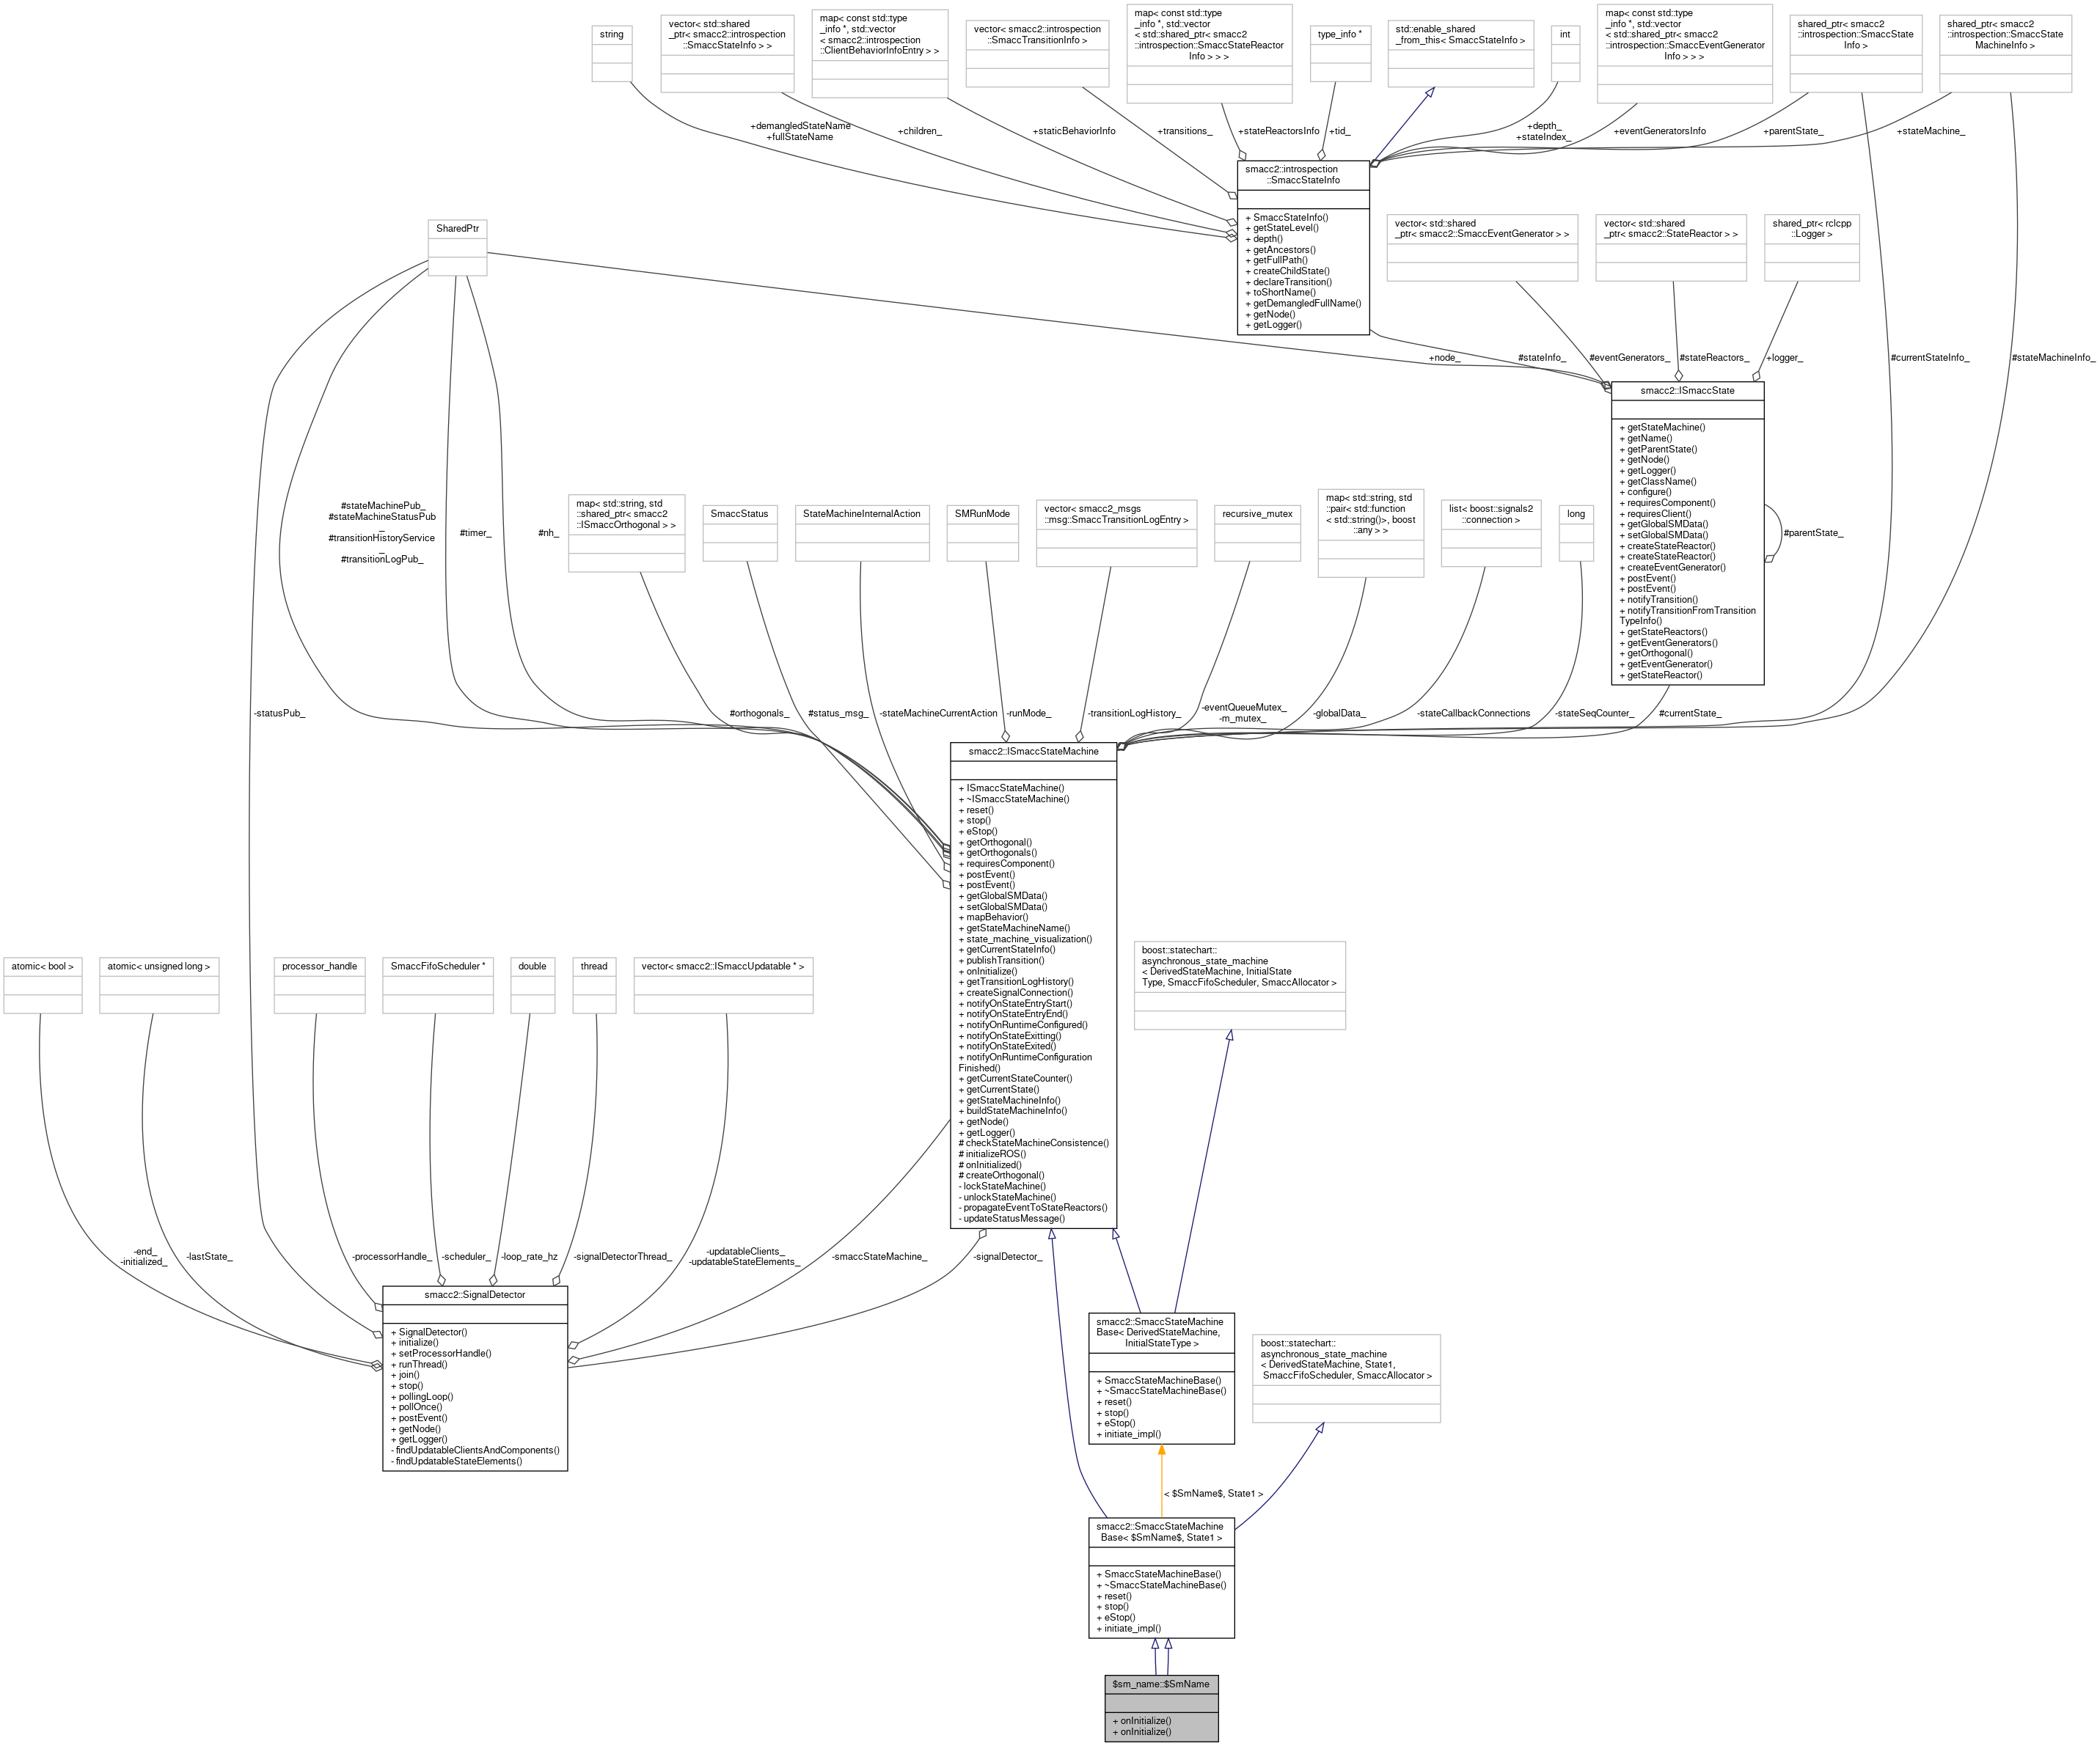 string
vector< std::shared
_ptr< smacc2::introspection
::SmaccStateInfo > >
map< const std::type
_info *, std::vector
< smacc2::introspection
::ClientBehaviorInfoEntry > >
vector< smacc2::introspection
::SmaccTransitionInfo >
map< const std::type
_info *, std::vector
< std::shared_ptr< smacc2
::introspection::SmaccStateReactor
Info > > >
type_info *
std::enable_shared
_from_this< SmaccStateInfo >
int
map< const std::type
_info *, std::vector
< std::shared_ptr< smacc2
::introspection::SmaccEventGenerator
Info > > >
shared_ptr< smacc2
::introspection::SmaccState
Info >
shared_ptr< smacc2
::introspection::SmaccState
MachineInfo >
+demangledStateName
+fullStateName
+children_
+staticBehaviorInfo
+transitions_
+stateReactorsInfo
+tid_
+depth_
+stateIndex_
+eventGeneratorsInfo
+parentState_
+stateMachine_
smacc2::introspection
::SmaccStateInfo
+ SmaccStateInfo()
+ getStateLevel()
+ depth()
+ getAncestors()
+ getFullPath()
+ createChildState()
+ declareTransition()
+ toShortName()
+ getDemangledFullName()
+ getNode()
+ getLogger()
SharedPtr
vector< std::shared
_ptr< smacc2::SmaccEventGenerator > >
vector< std::shared
_ptr< smacc2::StateReactor > >
shared_ptr< rclcpp
::Logger >
+node_
#stateInfo_
#eventGenerators_
#stateReactors_
+logger_
#currentStateInfo_
#stateMachineInfo_
smacc2::ISmaccState
+ getStateMachine()
+ getName()
+ getParentState()
+ getNode()
+ getLogger()
+ getClassName()
+ configure()
+ requiresComponent()
+ requiresClient()
+ getGlobalSMData()
+ setGlobalSMData()
+ createStateReactor()
+ createStateReactor()
+ createEventGenerator()
+ postEvent()
+ postEvent()
+ notifyTransition()
+ notifyTransitionFromTransition
TypeInfo()
+ getStateReactors()
+ getEventGenerators()
+ getOrthogonal()
+ getEventGenerator()
+ getStateReactor()
#parentState_
#stateMachinePub_
#stateMachineStatusPub
_
#transitionHistoryService
_
#transitionLogPub_
#timer_
#nh_
map< std::string, std
::shared_ptr< smacc2
::ISmaccOrthogonal > >
SmaccStatus
StateMachineInternalAction
SMRunMode
vector< smacc2_msgs
::msg::SmaccTransitionLogEntry >
recursive_mutex
map< std::string, std
::pair< std::function
< std::string()>, boost
::any > >
list< boost::signals2
::connection >
long
-statusPub_
#orthogonals_
#status_msg_
-stateMachineCurrentAction
-runMode_
-transitionLogHistory_
-eventQueueMutex_
-m_mutex_
-globalData_
-stateCallbackConnections
-stateSeqCounter_
#currentState_
smacc2::ISmaccStateMachine
+ ISmaccStateMachine()
+ ~ISmaccStateMachine()
+ reset()
+ stop()
+ eStop()
+ getOrthogonal()
+ getOrthogonals()
+ requiresComponent()
+ postEvent()
+ postEvent()
+ getGlobalSMData()
+ setGlobalSMData()
+ mapBehavior()
+ getStateMachineName()
+ state_machine_visualization()
+ getCurrentStateInfo()
+ publishTransition()
+ onInitialize()
+ getTransitionLogHistory()
+ createSignalConnection()
+ notifyOnStateEntryStart()
+ notifyOnStateEntryEnd()
+ notifyOnRuntimeConfigured()
+ notifyOnStateExitting()
+ notifyOnStateExited()
+ notifyOnRuntimeConfiguration
Finished()
+ getCurrentStateCounter()
+ getCurrentState()
+ getStateMachineInfo()
+ buildStateMachineInfo()
+ getNode()
+ getLogger()
# checkStateMachineConsistence()
# initializeROS()
# onInitialized()
# createOrthogonal()
- lockStateMachine()
- unlockStateMachine()
- propagateEventToStateReactors()
- updateStatusMessage()
atomic< bool >
atomic< unsigned long >
processor_handle
SmaccFifoScheduler *
double
thread
vector< smacc2::ISmaccUpdatable * >
boost::statechart::
asynchronous_state_machine
< DerivedStateMachine, InitialState
Type, SmaccFifoScheduler, SmaccAllocator >
-end_
-initialized_
-lastState_
-processorHandle_
-scheduler_
-loop_rate_hz
-signalDetectorThread_
-updatableClients_
-updatableStateElements_
-smaccStateMachine_
-signalDetector_
smacc2::SignalDetector
+ SignalDetector()
+ initialize()
+ setProcessorHandle()
+ runThread()
+ join()
+ stop()
+ pollingLoop()
+ pollOnce()
+ postEvent()
+ getNode()
+ getLogger()
- findUpdatableClientsAndComponents()
- findUpdatableStateElements()
smacc2::SmaccStateMachine
Base< DerivedStateMachine,
InitialStateType >
+ SmaccStateMachineBase()
+ ~SmaccStateMachineBase()
+ reset()
+ stop()
+ eStop()
+ initiate_impl()
boost::statechart::
asynchronous_state_machine
< DerivedStateMachine, State1,
SmaccFifoScheduler, SmaccAllocator >
< $SmName$, State1 >
smacc2::SmaccStateMachine
Base< $SmName$, State1 >
+ SmaccStateMachineBase()
+ ~SmaccStateMachineBase()
+ reset()
+ stop()
+ eStop()
+ initiate_impl()
$sm_name::$SmName
+ onInitialize()
+ onInitialize()